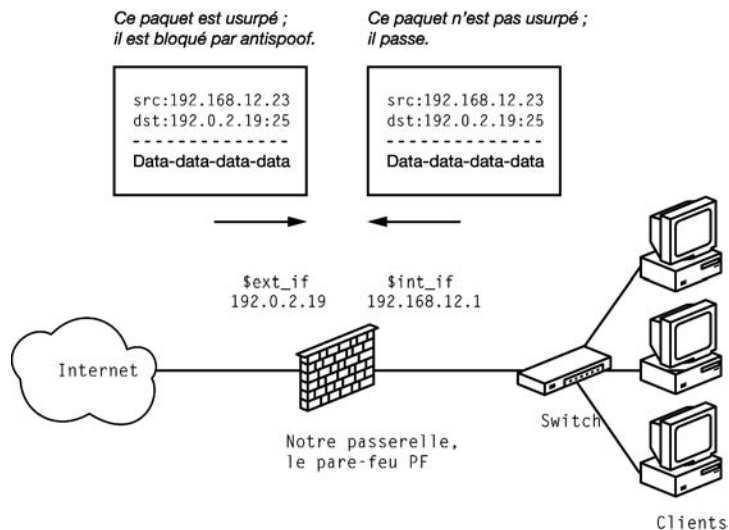 Ce paquet est usurpé ;
il est bloqué par antispoof.
Ce paquet n'est pas usurpé ;
il passe.
src:192.168.12.23
dst:192.0.2.19:25
- - - - - - - - - - - - - -
Data-data-data-data
src:192.168.12.23
dst:192.0.2.19:25
- - - - - - - - - - - - - -
Data-data-data-data
$ext_if
192.0.2.19
$int_if
192.168.12.1
Internet
Switch
Notre passerelle,
le pare-feu PF
Clients